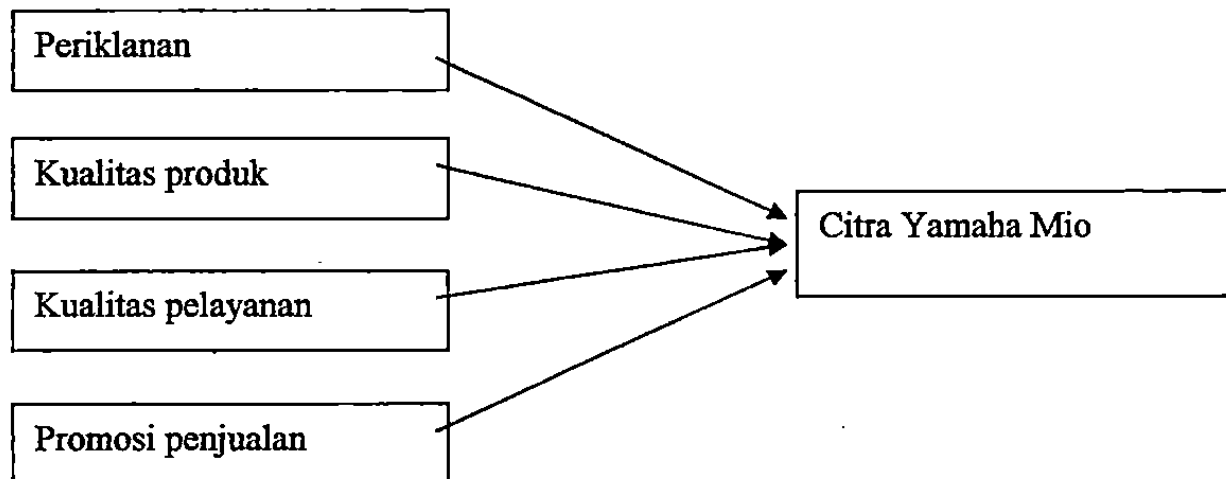 Periklanan
Kualitas produk
Citra Yamaha Mio
Kualitas pelayanan
Promosi penjualan